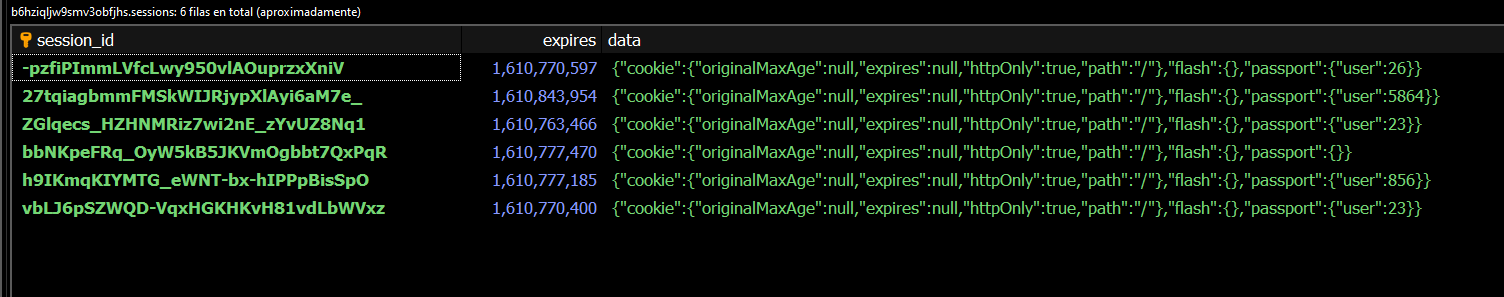 b6hziqljw9smv3obfjhs.sessions: 6 filas en total (aproximadamente)
session_id expires data
-pzfiPImmLVfcLwy950vlAOuprzxXniV 1,610,770,597 {"cookie":{"originalMaxAge":null,"expires":null,"httpOnly":true,"path":"/"},"flash":{},"passport":{"user":26}}
27tqiagbmmFMSkWIJRjypXlAyi6aM7e_ 1,610,843,954 {"cookie":{"originalMaxAge":null,"expires":null,"httpOnly":true,"path":"/"},"flash":{},"passport":{"user":5864}}
ZGlqecs_HZHNMRiz7wi2nE_zYvUZ8Nq1 1,610,763,466 {"cookie":{"originalMaxAge":null,"expires":null,"httpOnly":true,"path":"/"},"flash":{},"passport":{"user":23}}
bbNKpeFRq_OyW5kB5JKVmOgbbt7QxPqR 1,610,777,470 {"cookie":{"originalMaxAge":null,"expires":null,"httpOnly":true,"path":"/"},"flash":{},"passport":{}}
h9IKmqKIYMTG_eWNT-bx-hIPPpBisSpO 1,610,777,185 {"cookie":{"originalMaxAge":null,"expires":null,"httpOnly":true,"path":"/"},"flash":{},"passport":{"user":856}}
vbLJ6pSZWQD-VqxHGKHKvH81vdLbWVxz 1,610,770,400 {"cookie":{"originalMaxAge":null,"expires":null,"httpOnly":true,"path":"/"},"flash":{},"passport":{"user":23}}